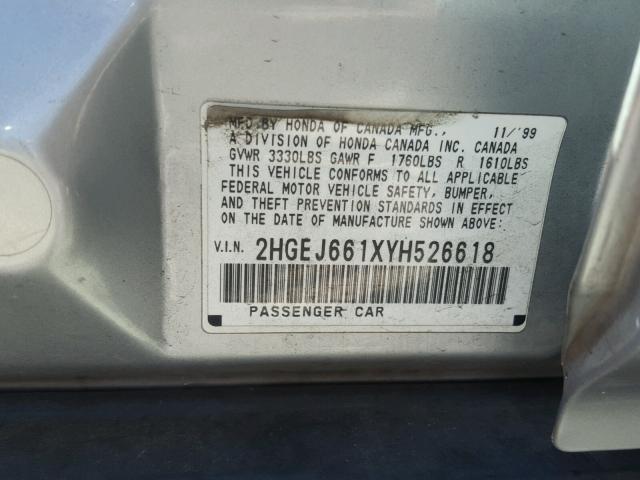 MFD BY HONDA OF CANADA MFG., 11/'99
A DIVISION OF HONDA CANADA INC. CANADA
GVWR 3330LBS GAWR F 1760LBS R 1610LBS
THIS VEHICLE CONFORMS TO ALL APPLICABLE
FEDERAL MOTOR VEHICLE SAFETY, BUMPER,
AND THEFT PREVENTION STANDARDS IN EFFECT
ON THE DATE OF MANUFACTURE SHOWN ABOVE:
V.I.N. 2HGEJ661XYH526618
PASSENGER CAR